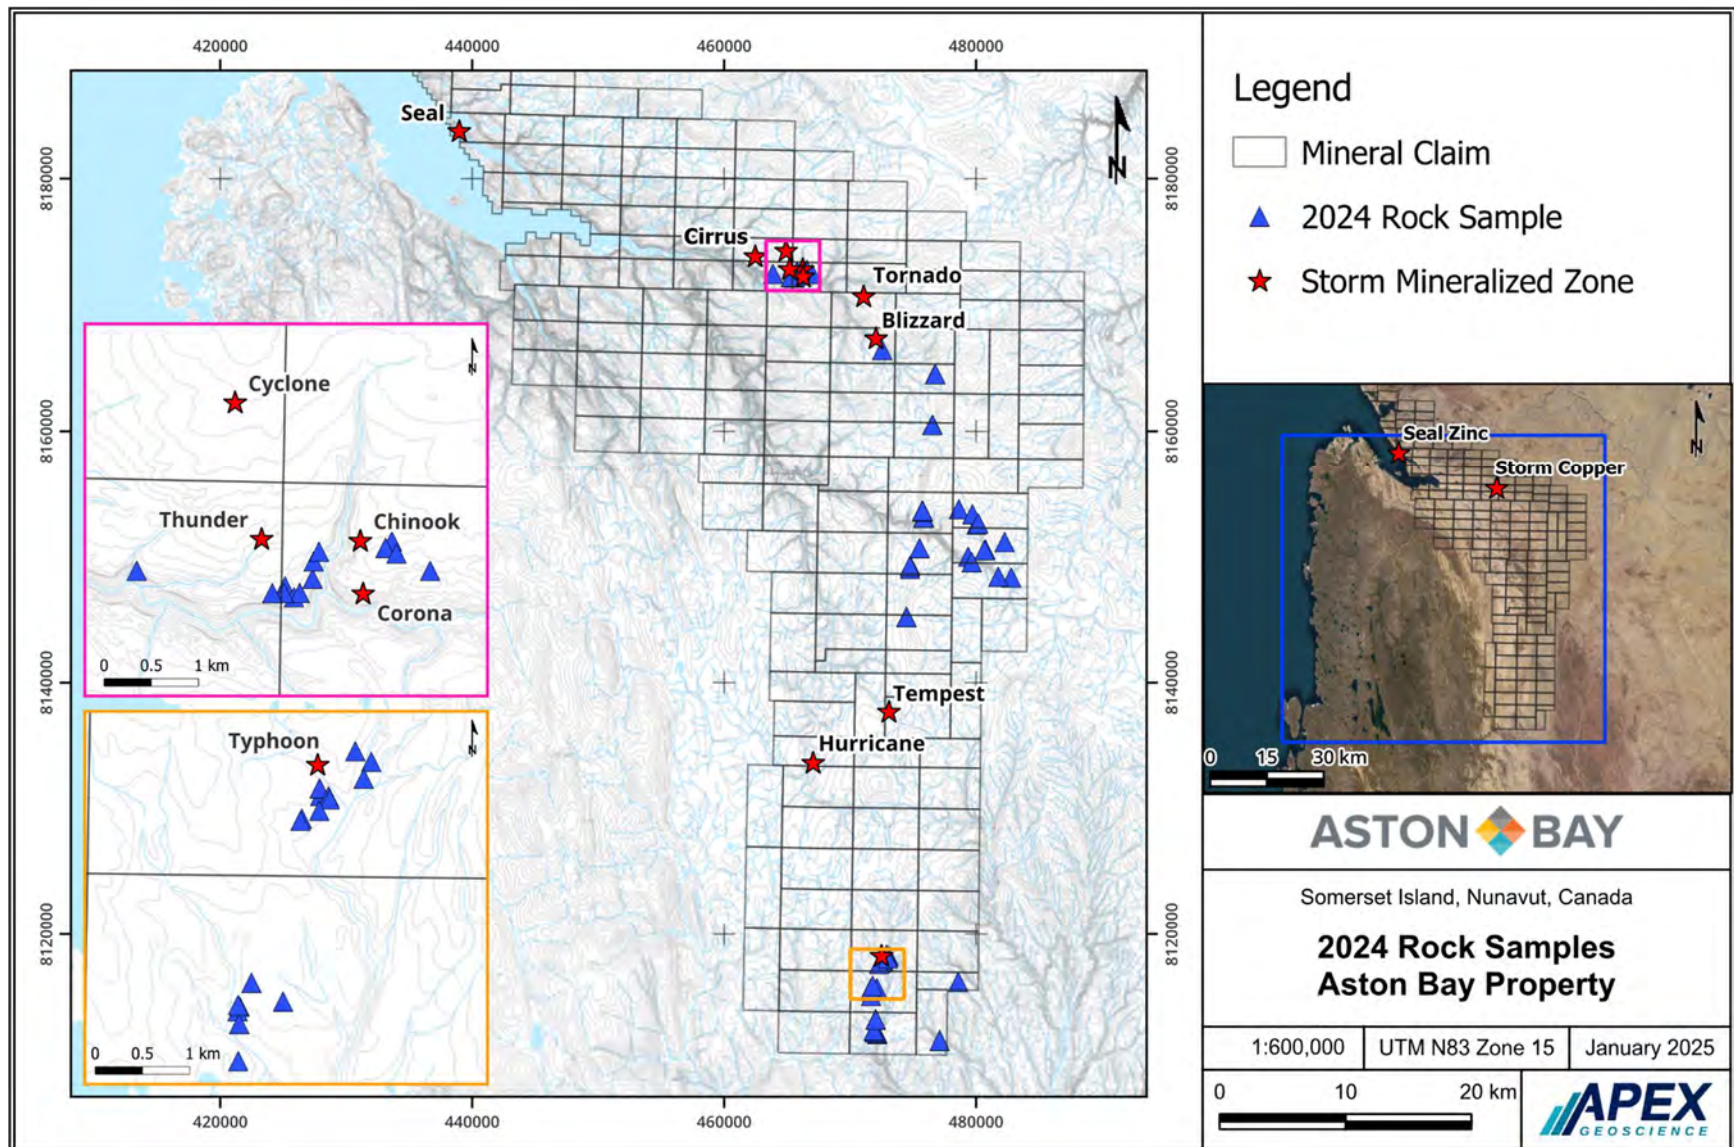 420000
440000
460000
480000
8180000
8160000
8140000
8120000
8180000
8160000
8140000
8120000
420000
440000
460000
480000
N
Seal
Cirrus
Tornado
Blizzard
Tempest
Hurricane
N
Cyclone
Thunder
Chinook
Corona
0 0.5 1 km
N
Typhoon
0 0.5 1 km
Legend
Mineral Claim
2024 Rock Sample
Storm Mineralized Zone
N
Seal Zinc
Storm Copper
0 15 30 km
ASTON BAY
Somerset Island, Nunavut, Canada
2024 Rock Samples
Aston Bay Property
1:600,000 UTM N83 Zone 15 January 2025
0 10 20 km
APEX
GEOSCIENCE